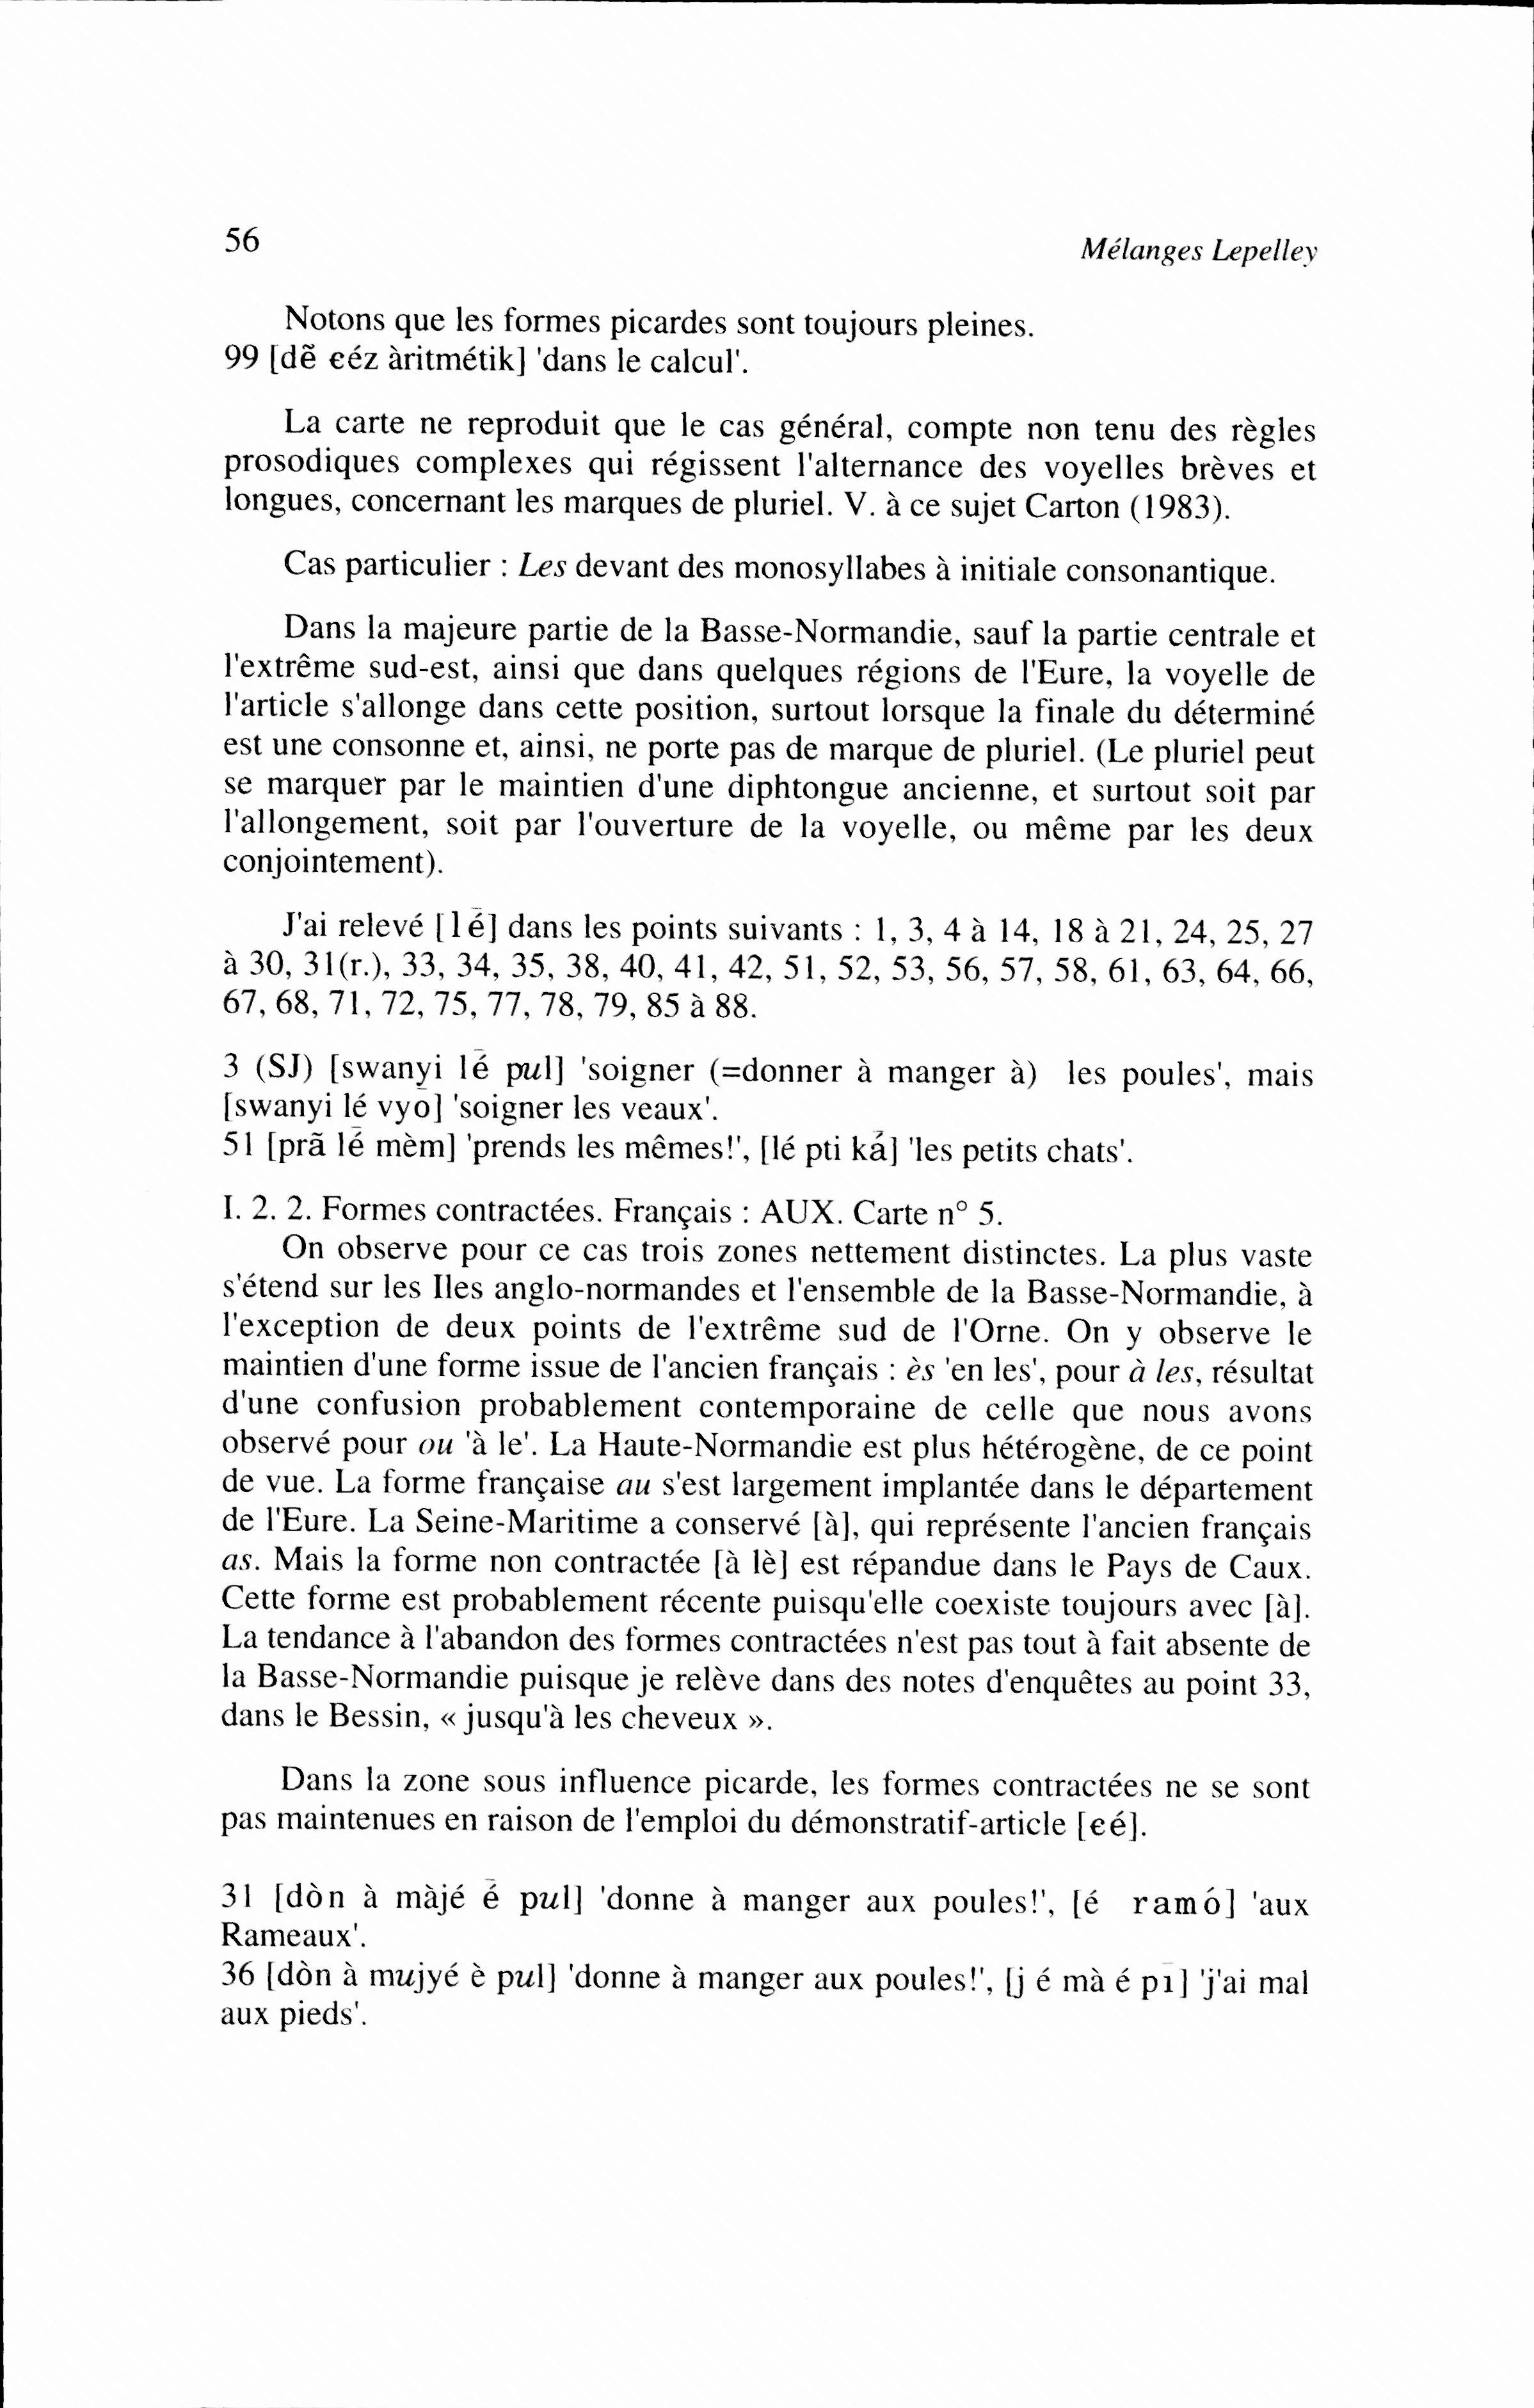 56
Mélanges Lepelley
Notons que les formes picardes sont toujours pleines.
99 [dẽ ɛéz àritmétik] 'dans le calcul'.
La carte ne reproduit que le cas général, compte non tenu des règles
prosodiques complexes qui régissent l'alternance des voyelles brèves et
longues, concernant les marques de pluriel. V. à ce sujet Carton (1983).
Cas particulier : Les devant des monosyllabes à initiale consonantique.
Dans la majeure partie de la Basse-Normandie, sauf la partie centrale et
l'extrême sud-est, ainsi que dans quelques régions de l'Eure, la voyelle de
l'article s'allonge dans cette position, surtout lorsque la finale du déterminé
est une consonne et, ainsi, ne porte pas de marque de pluriel. (Le pluriel peut
se marquer par le maintien d'une diphtongue ancienne, et surtout soit par
l'allongement, soit par l'ouverture de la voyelle, ou même par les deux
conjointement).
J'ai relevé [lé̄] dans les points suivants : 1, 3, 4 à 14, 18 à 21, 24, 25, 27
à 30, 31(r.), 33, 34, 35, 38, 40, 41, 42, 51, 52, 53, 56, 57, 58, 61, 63, 64, 66,
67, 68, 71, 72, 75, 77, 78, 79, 85 à 88.
3 (SJ) [swanyi lé̄ pul] 'soigner (=donner à manger à) les poules', mais
[swanyi lé vyō] 'soigner les veaux'.
51 [prã lé̄ mèm] 'prends les mêmes!', [lé pti ká̄] 'les petits chats'.
I. 2. 2. Formes contractées. Français : AUX. Carte n° 5.
On observe pour ce cas trois zones nettement distinctes. La plus vaste
s'étend sur les Iles anglo-normandes et l'ensemble de la Basse-Normandie, à
l'exception de deux points de l'extrême sud de l'Orne. On y observe le
maintien d'une forme issue de l'ancien français : ès 'en les', pour à les, résultat
d'une confusion probablement contemporaine de celle que nous avons
observé pour ou 'à le'. La Haute-Normandie est plus hétérogène, de ce point
de vue. La forme française au s'est largement implantée dans le département
de l'Eure. La Seine-Maritime a conservé [à], qui représente l'ancien français
as. Mais la forme non contractée [à lè] est répandue dans le Pays de Caux.
Cette forme est probablement récente puisqu'elle coexiste toujours avec [à].
La tendance à l'abandon des formes contractées n'est pas tout à fait absente de
la Basse-Normandie puisque je relève dans des notes d'enquêtes au point 33,
dans le Bessin, « jusqu'à les cheveux ».
Dans la zone sous influence picarde, les formes contractées ne se sont
pas maintenues en raison de l'emploi du démonstratif-article [ɛé].
31 [dòn à màjé é̄ pul] 'donne à manger aux poules!', [é ramó] 'aux
Rameaux'.
36 [dòn à mujyé è pul] 'donne à manger aux poules!', [j é mà é pī] 'j'ai mal
aux pieds'.